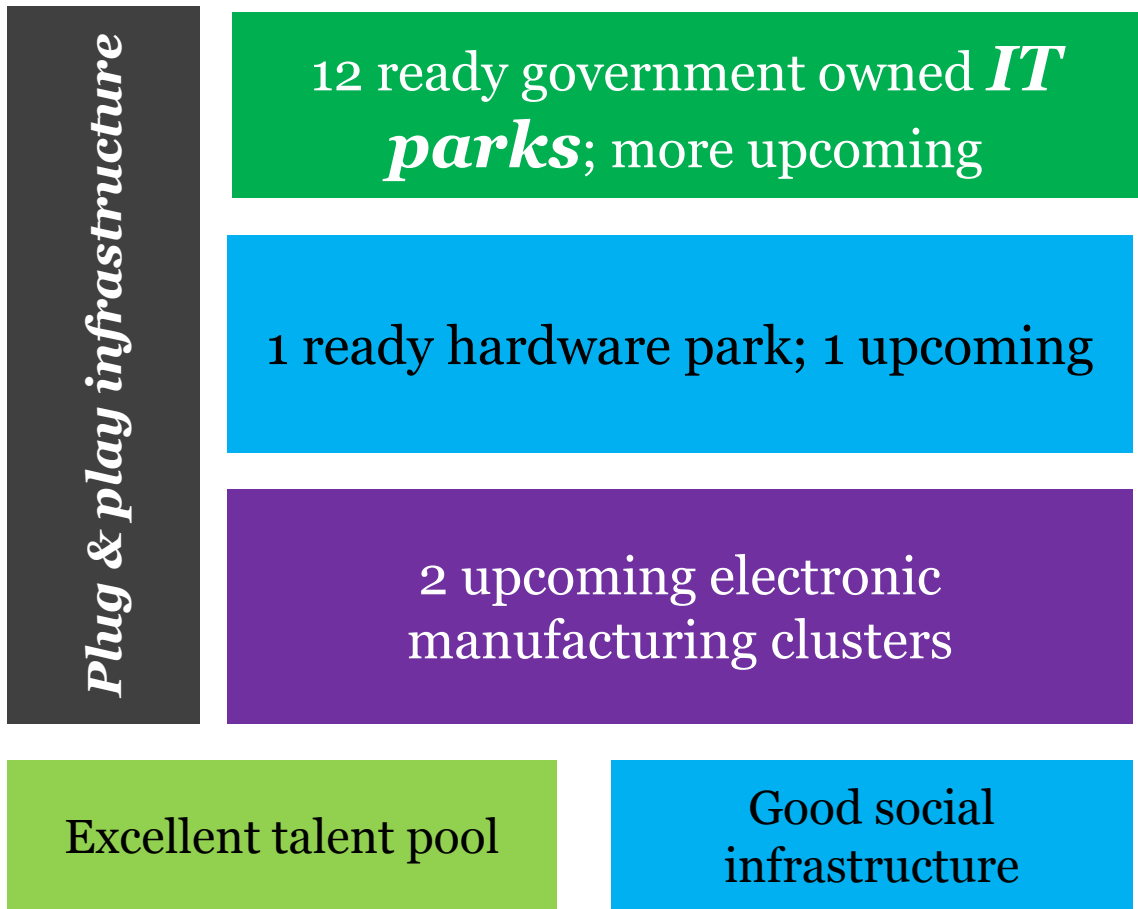 Plug & play infrastructure
12 ready government owned IT
parks; more upcoming
1 ready hardware park; 1 upcoming
2 upcoming electronic
manufacturing clusters
Excellent talent pool
Good social
infrastructure